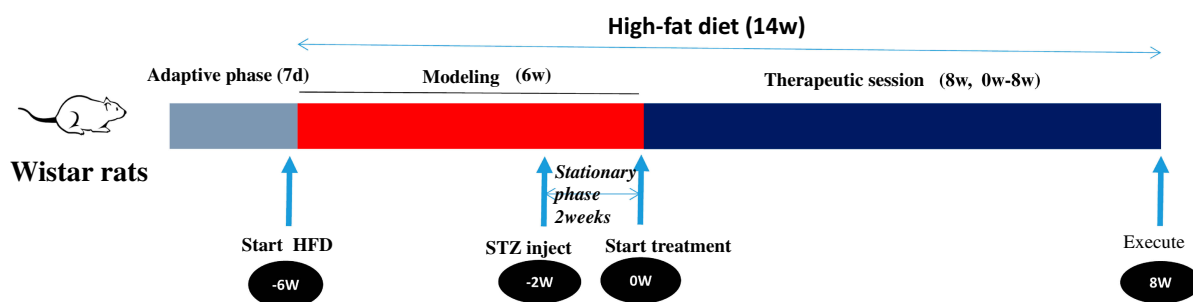 High-fat diet (14w)
Adaptive phase (7d)
Modeling (6w)
Therapeutic session (8w, 0w-8w)
Wistar rats
Stationary
phase
2weeks
Start HFD
STZ inject
Start treatment
Execute
-6W
-2W
0W
8W